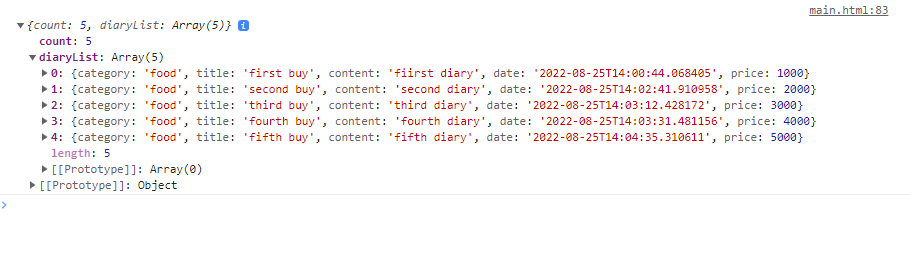 main.html:83
▼{count: 5, diaryList: Array(5)} i
count: 5
▼diaryList: Array(5)
▶0: {category: 'food', title: 'first buy', content: 'fiirst diary', date: '2022-08-25T14:00:44.068405', price: 1000}
▶1: {category: 'food', title: 'second buy', content: 'second diary', date: '2022-08-25T14:02:41.910958', price: 2000}
▶2: {category: 'food', title: 'third buy', content: 'third diary', date: '2022-08-25T14:03:12.428172', price: 3000}
▶3: {category: 'food', title: 'fourth buy', content: 'fourth diary', date: '2022-08-25T14:03:31.481156', price: 4000}
▶4: {category: 'food', title: 'fifth buy', content: 'fifth diary', date: '2022-08-25T14:04:35.310611', price: 5000}
length: 5
▶[[Prototype]]: Array(0)
▶[[Prototype]]: Object